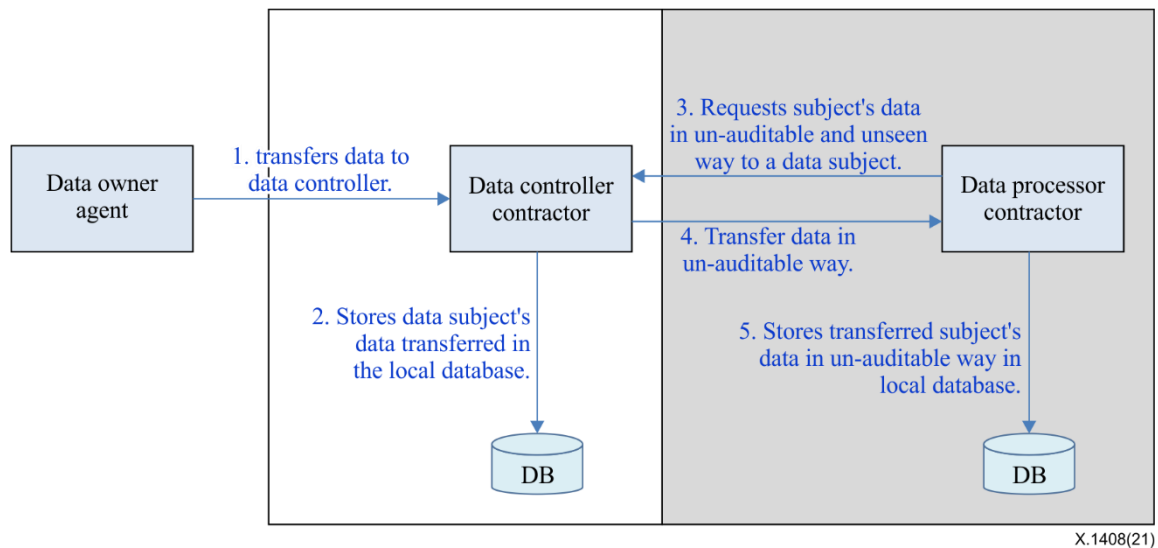 Data owner
agent
1. transfers data to
data controller.
Data controller
contractor
3. Requests subject's data
in un-auditable and unseen
way to a data subject.
Data processor
contractor
4. Transfer data in
un-auditable way.
2. Stores data subject's
data transferred in
the local database.
5. Stores transferred subject's
data in un-auditable way in
local database.
DB
DB
X.1408(21)